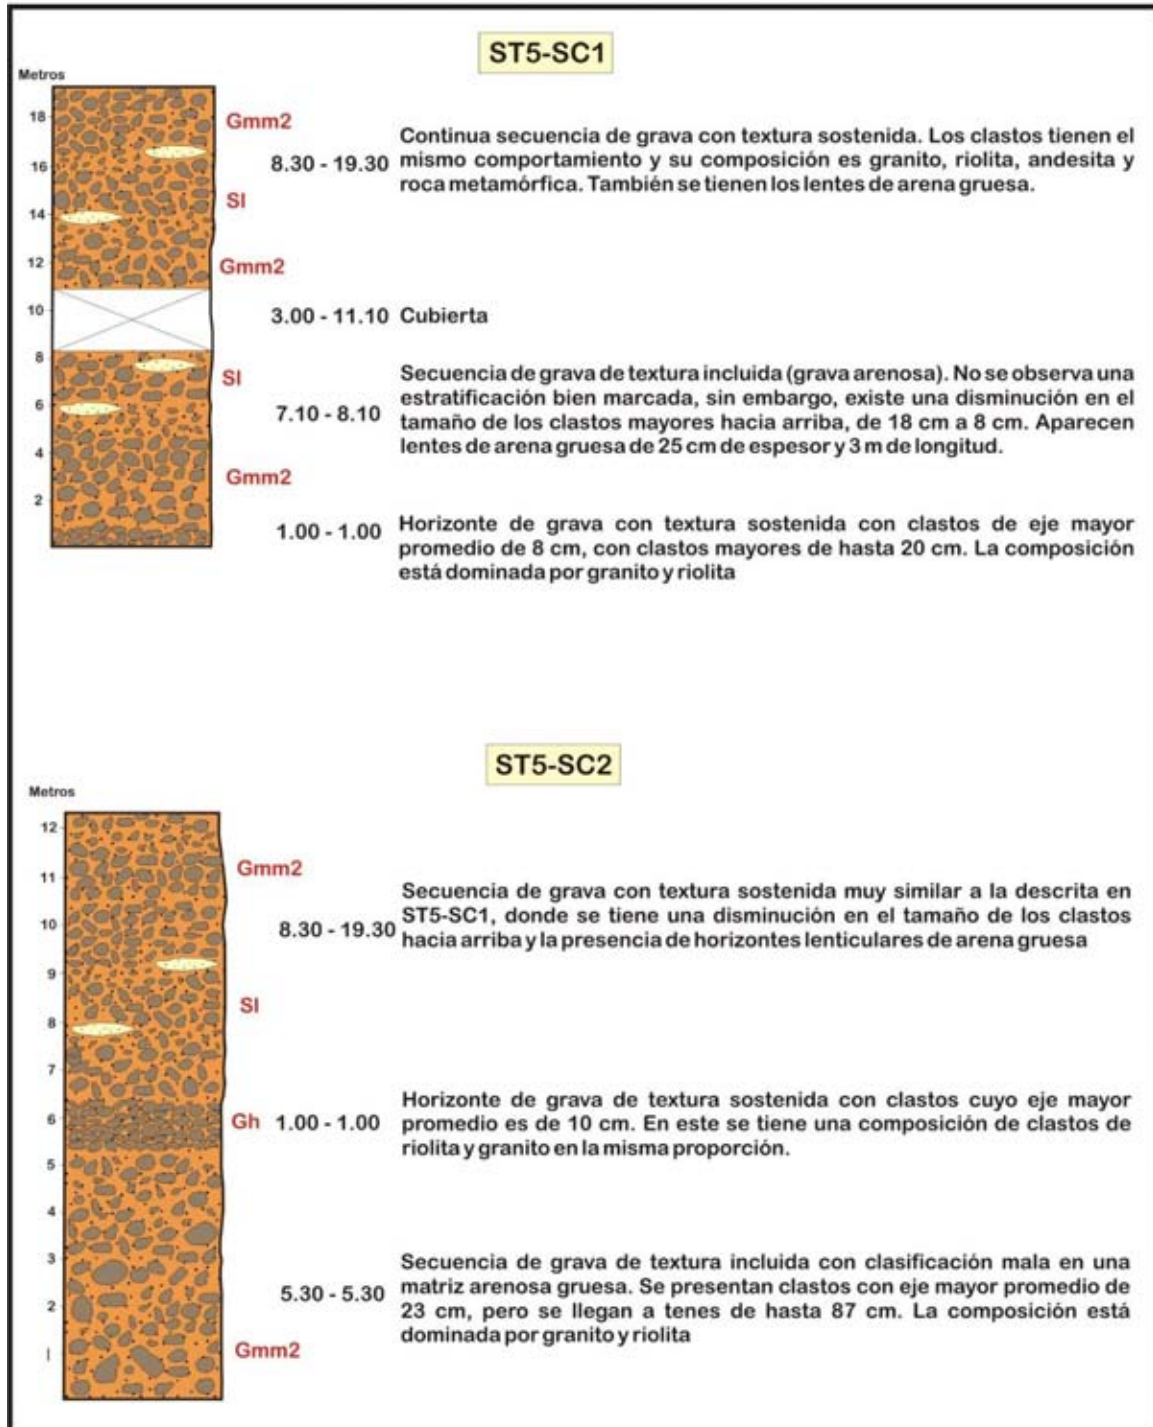 ST5-SC1
Metros
18
16
14
12
10
8
6
4
2
Gmm2
Sl
Gmm2
Sl
Gmm2
8.30 - 19.30
Continua secuencia de grava con textura sostenida. Los clastos tienen el
mismo comportamiento y su composición es granito, riolita, andesita y
roca metamórfica. También se tienen los lentes de arena gruesa.
3.00 - 11.10 Cubierta
7.10 - 8.10
Secuencia de grava de textura incluida (grava arenosa). No se observa una
estratificación bien marcada, sin embargo, existe una disminución en el
tamaño de los clastos mayores hacia arriba, de 18 cm a 8 cm. Aparecen
lentes de arena gruesa de 25 cm de espesor y 3 m de longitud.
1.00 - 1.00
Horizonte de grava con textura sostenida con clastos de eje mayor
promedio de 8 cm, con clastos mayores de hasta 20 cm. La composición
está dominada por granito y riolita
ST5-SC2
Metros
12
11
10
9
8
7
6
5
4
3
2
1
Gmm2
Sl
Gh
Gmm2
8.30 - 19.30
Secuencia de grava con textura sostenida muy similar a la descrita en
ST5-SC1, donde se tiene una disminución en el tamaño de los clastos
hacia arriba y la presencia de horizontes lenticulares de arena gruesa
1.00 - 1.00
Horizonte de grava de textura sostenida con clastos cuyo eje mayor
promedio es de 10 cm. En este se tiene una composición de clastos de
riolita y granito en la misma proporción.
5.30 - 5.30
Secuencia de grava de textura incluida con clasificación mala en una
matriz arenosa gruesa. Se presentan clastos con eje mayor promedio de
23 cm, pero se llegan a tenes de hasta 87 cm. La composición está
dominada por granito y riolita